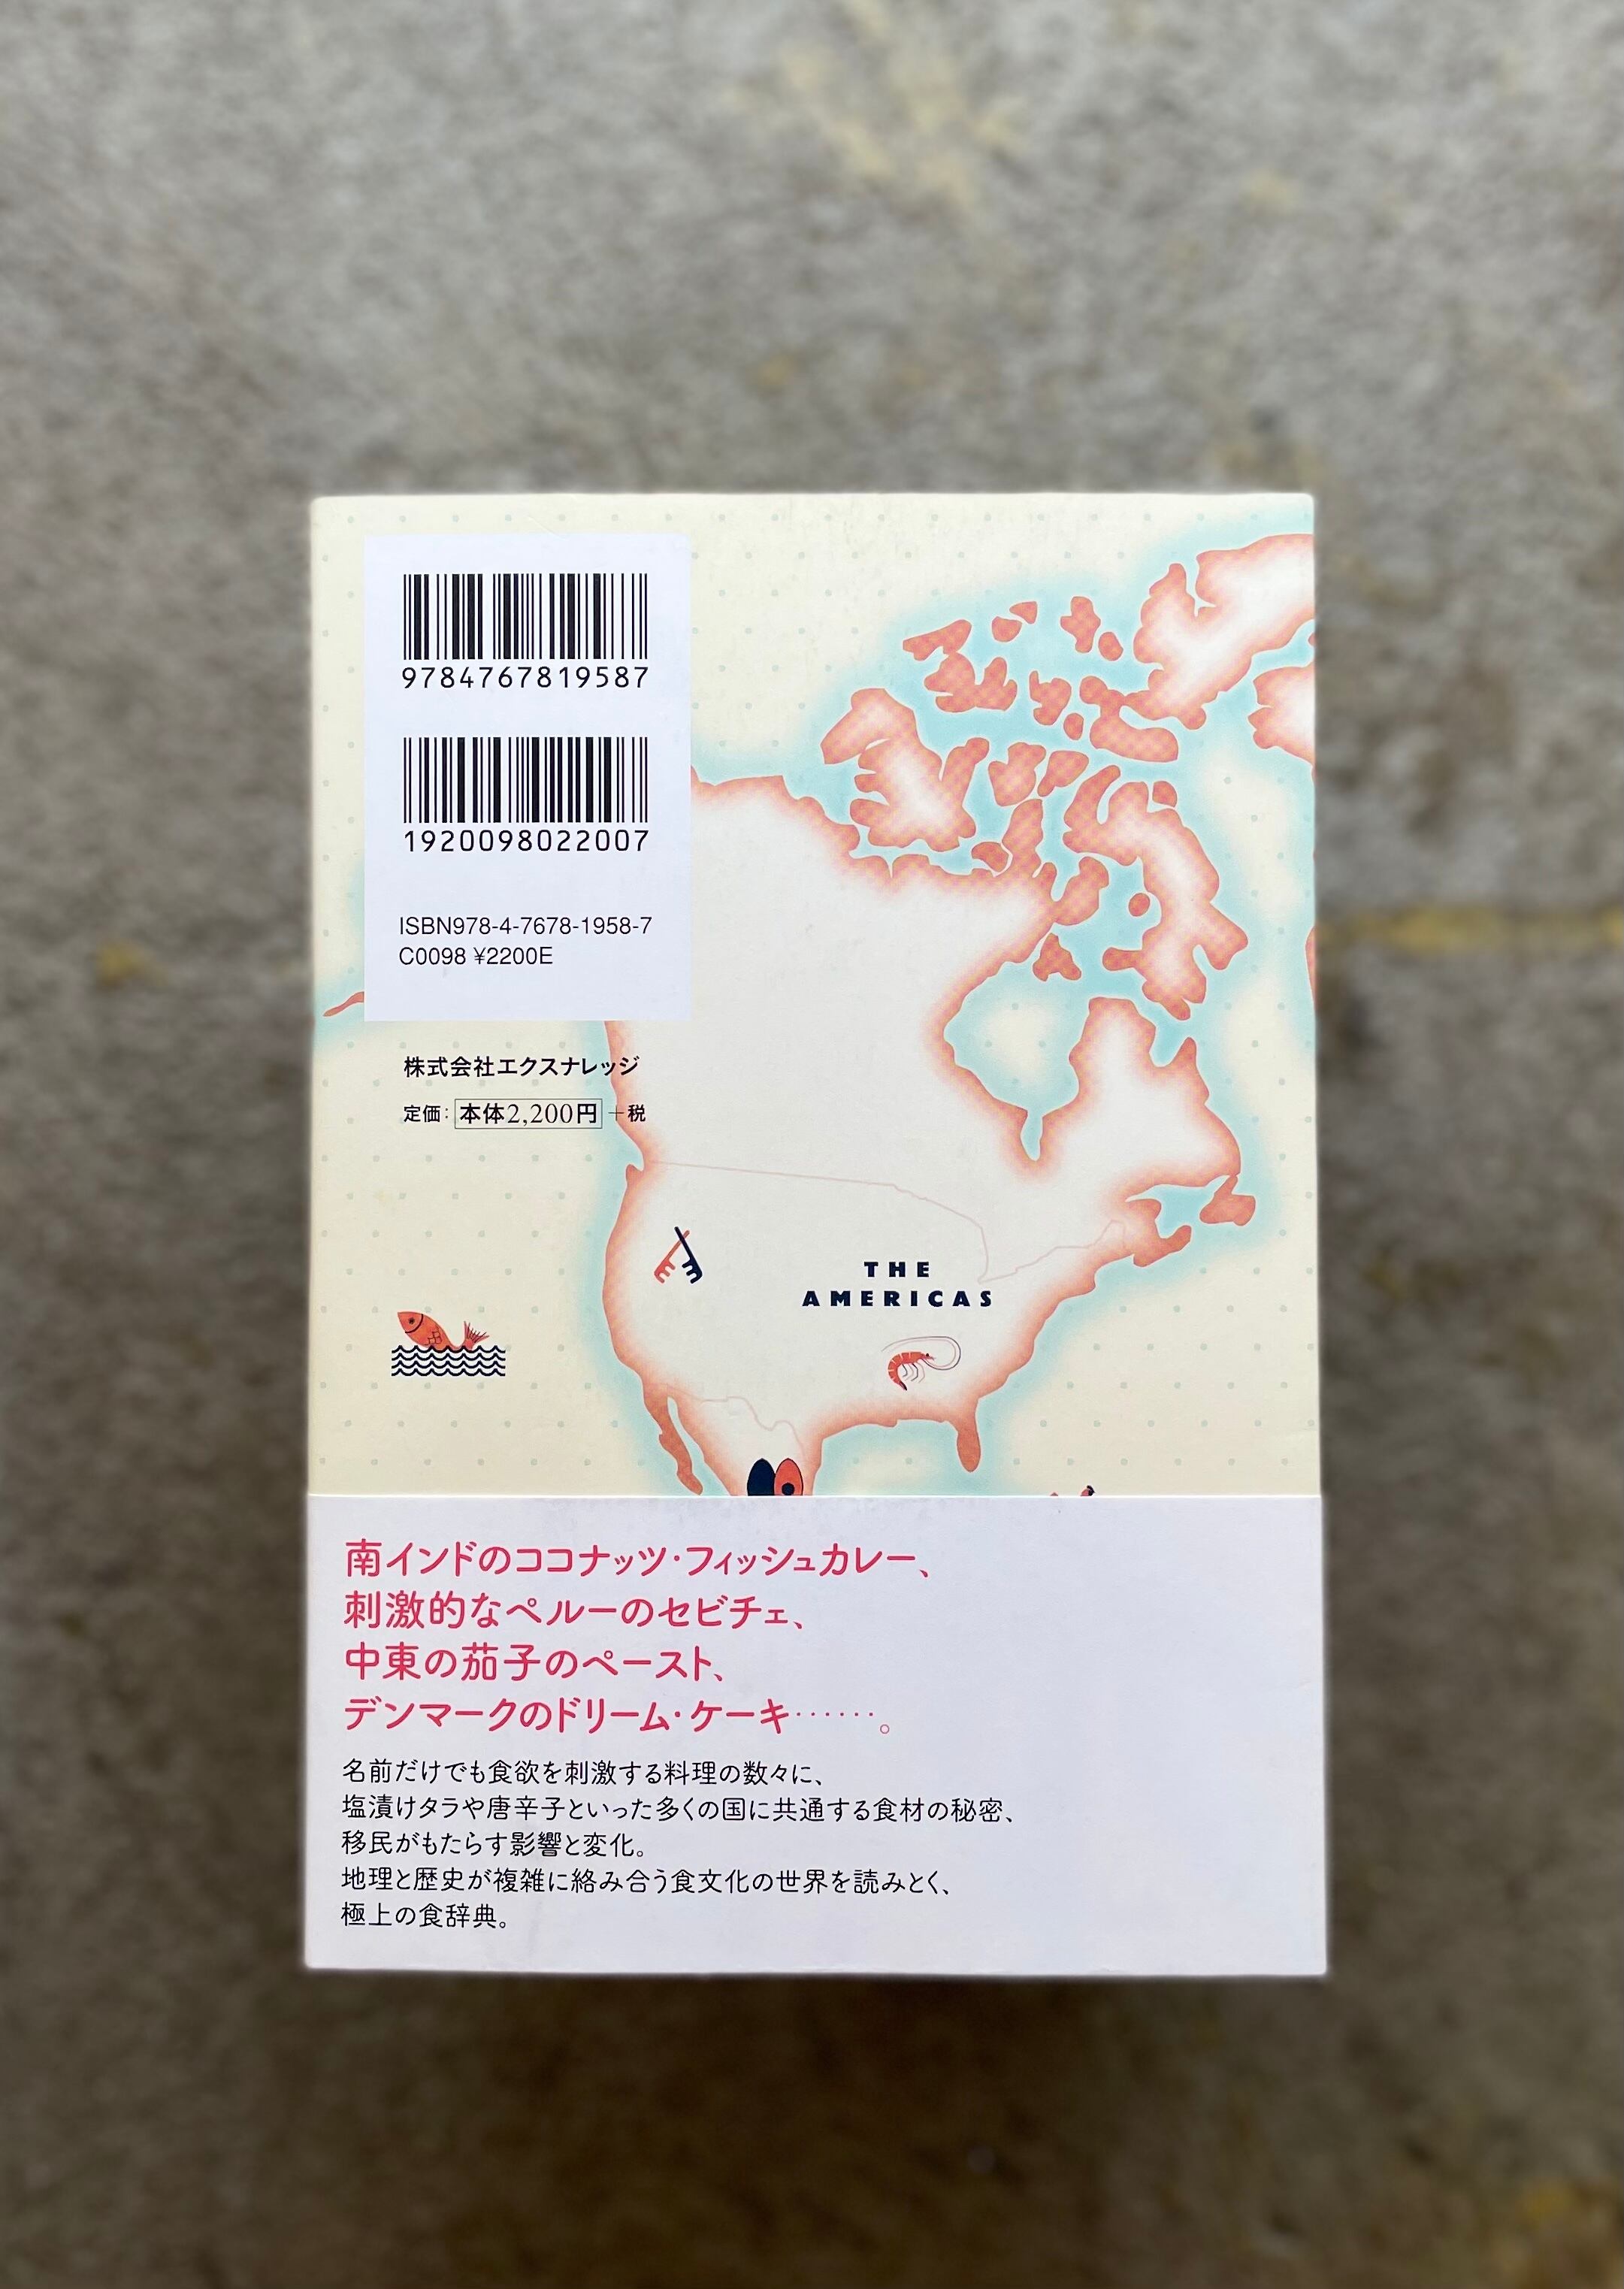 9784767819587
1920098022007
ISBN978-4-7678-1958-7
C0098 ¥2200E
株式会社エクスナレッジ
定価: 本体2,200円 +税
THE
AMERICAS
南インドのココナッツ・フィッシュカレー、
刺激的なペルーのセビチェ、
中東の茄子のペースト、
デンマークのドリーム・ケーキ……。
名前だけでも食欲を刺激する料理の数々に、
塩漬けタラや唐辛子といった多くの国に共通する食材の秘密、
移民がもたらす影響と変化。
地理と歴史が複雑に絡み合う食文化の世界を読みとく、
極上の食辞典。